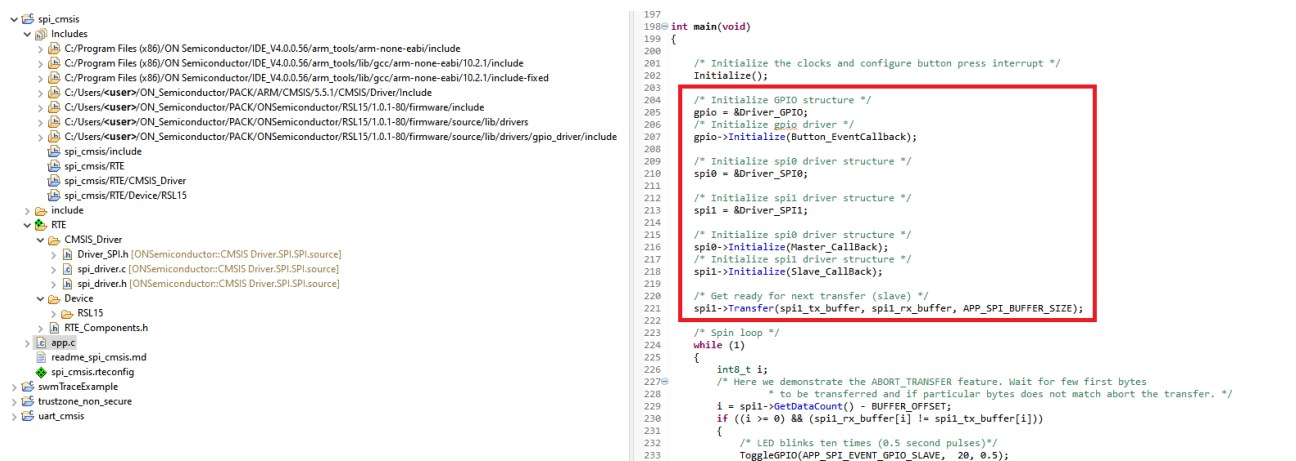 spi_cmsis
Includes
C:/Program Files (x86)/ON Semiconductor/IDE_V4.0.0.56/arm_tools/arm-none-eabi/include
C:/Program Files (x86)/ON Semiconductor/IDE_V4.0.0.56/arm_tools/lib/gcc/arm-none-eabi/10.2.1/include
C:/Program Files (x86)/ON Semiconductor/IDE_V4.0.0.56/arm_tools/lib/gcc/arm-none-eabi/10.2.1/include-fixed
C:/Users/<user>/ON_Semiconductor/PACK/ARM/CMSIS/5.5.1/CMSIS/Driver/Include
C:/Users/<user>/ON_Semiconductor/PACK/ONSemiconductor/RSL15/1.0.1-80/firmware/include
C:/Users/<user>/ON_Semiconductor/PACK/ONSemiconductor/RSL15/1.0.1-80/firmware/source/lib/drivers
C:/Users/<user>/ON_Semiconductor/PACK/ONSemiconductor/RSL15/1.0.1-80/firmware/source/lib/drivers/gpio_driver/include
spi_cmsis/include
spi_cmsis/RTE
spi_cmsis/RTE/CMSIS_Driver
spi_cmsis/RTE/Device/RSL15
include
RTE
CMSIS_Driver
Driver_SPI.h [ONSemiconductor::CMSIS Driver.SPI.SPI.source]
spi_driver.c [ONSemiconductor::CMSIS Driver.SPI.SPI.source]
spi_driver.h [ONSemiconductor::CMSIS Driver.SPI.SPI.source]
Device
RSL15
RTE_Components.h
app.c
readme_spi_cmsis.md
spi_cmsis.rteconfig
swmTraceExample
trustzone_non_secure
uart_cmsis
197
198 int main(void)
199 {
200
201 /* Initialize the clocks and configure button press interrupt */
202 Initialize();
203
204 /* Initialize GPIO structure */
205 gpio = &Driver_GPIO;
206 /* Initialize gpio driver */
207 gpio->Initialize(Button_EventCallback);
208
209 /* Initialize spi0 driver structure */
210 spi0 = &Driver_SPI0;
211
212 /* Initialize spi1 driver structure */
213 spi1 = &Driver_SPI1;
214
215 /* Initialize spi0 driver structure */
216 spi0->Initialize(Master_CallBack);
217 /* Initialize spi1 driver structure */
218 spi1->Initialize(Slave_CallBack);
219
220 /* Get ready for next transfer (slave) */
221 spi1->Transfer(spi1_tx_buffer, spi1_rx_buffer, APP_SPI_BUFFER_SIZE);
222
223 /* Spin loop */
224 while (1)
225 {
226 int8_t i;
227 /* Here we demonstrate the ABORT_TRANSFER feature. Wait for few first bytes
228 * to be transferred and if particular bytes does not match abort the transfer. */
229 i = spi1->GetDataCount() - BUFFER_OFFSET;
230 if ((i >= 0) && (spi1_rx_buffer[i] != spi1_tx_buffer[i]))
231 {
232 /* LED blinks ten times (0.5 second pulses)*/
233 ToggleGPIO(APP_SPI_EVENT_GPIO_SLAVE, 20, 0.5);